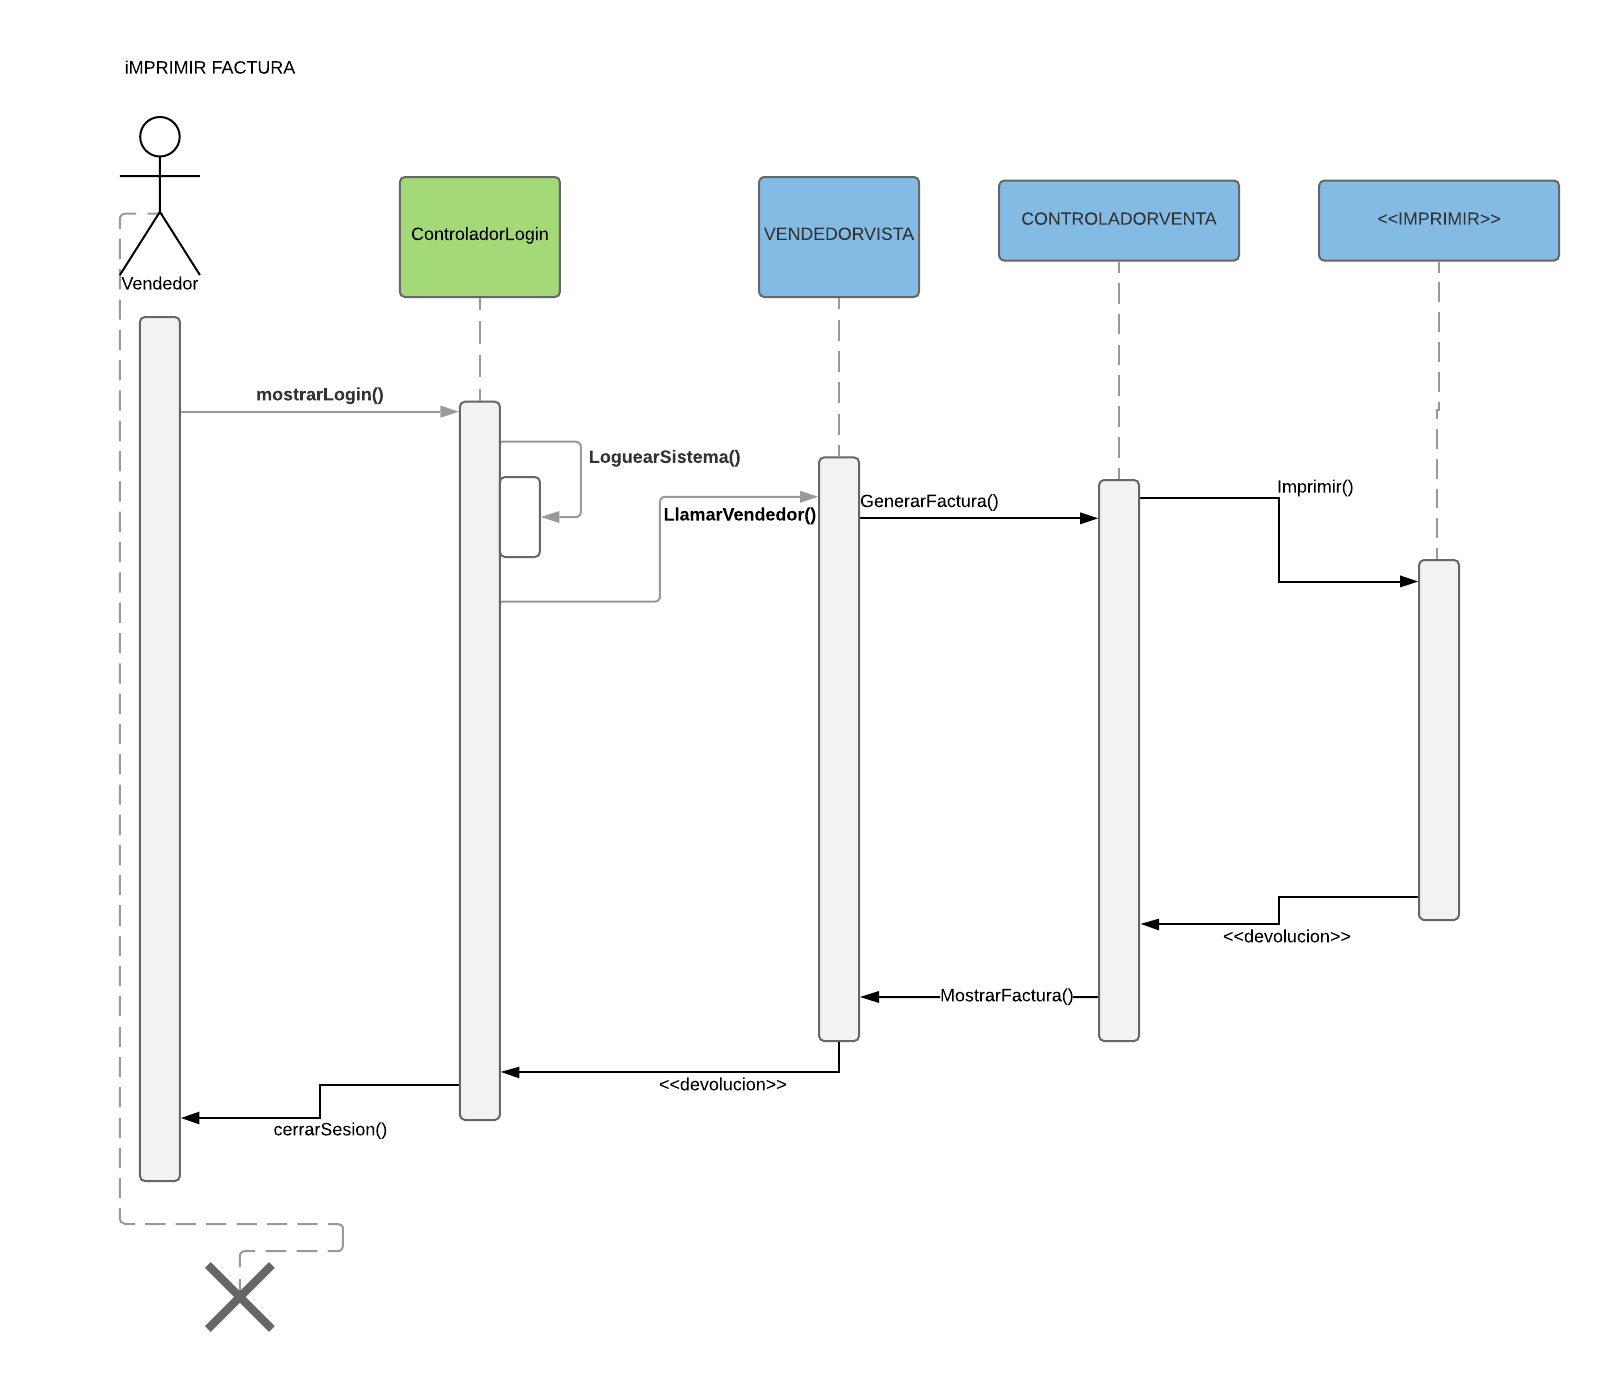 iMPRIMIR FACTURA
Vendedor
ControladorLogin
VENDEDORVISTA
CONTROLADORVENTA
<<IMPRIMIR>>
mostrarLogin()
LoguearSistema()
LlamarVendedor()
GenerarFactura()
Imprimir()
<<devolucion>>
MostrarFactura()
<<devolucion>>
cerrarSesion()